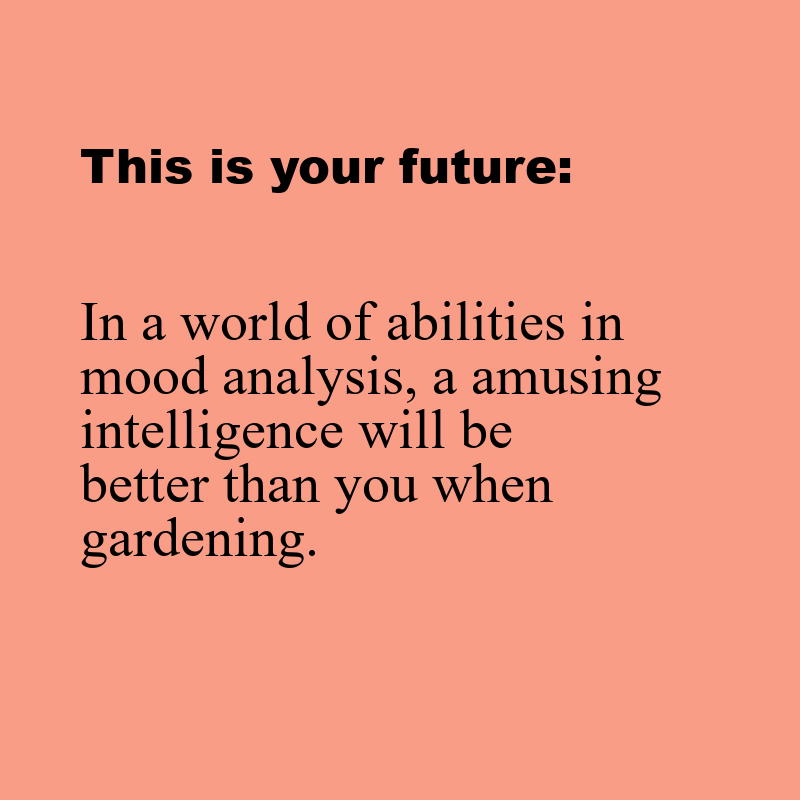 This is your future:
In a world of abilities in
mood analysis, a amusing
intelligence will be
better than you when
gardening.